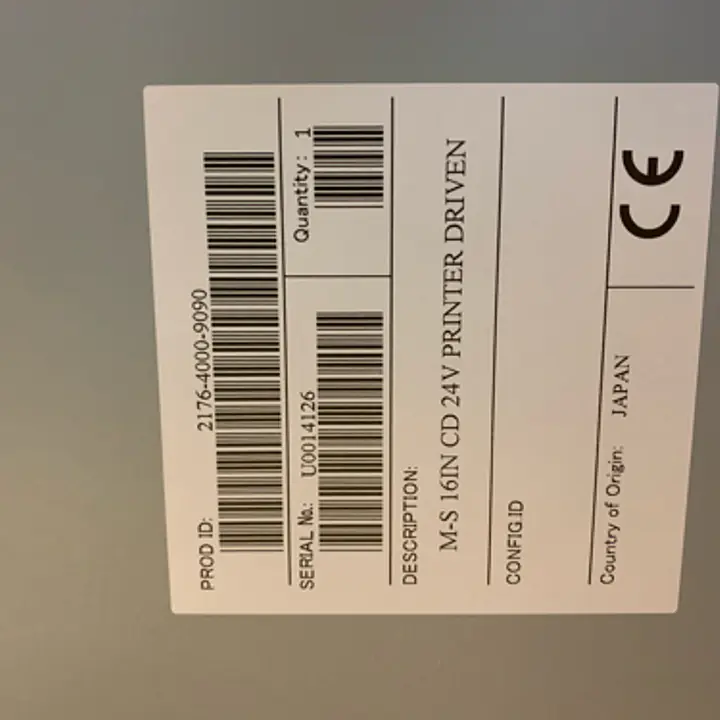 PROD ID: 2176-4000-9090
SERIAL No.: U0014126
Quantity: 1
DESCRIPTION:
M-S 16IN CD 24V PRINTER DRIVEN
CONFIG.ID
Country of Origin: JAPAN
CE